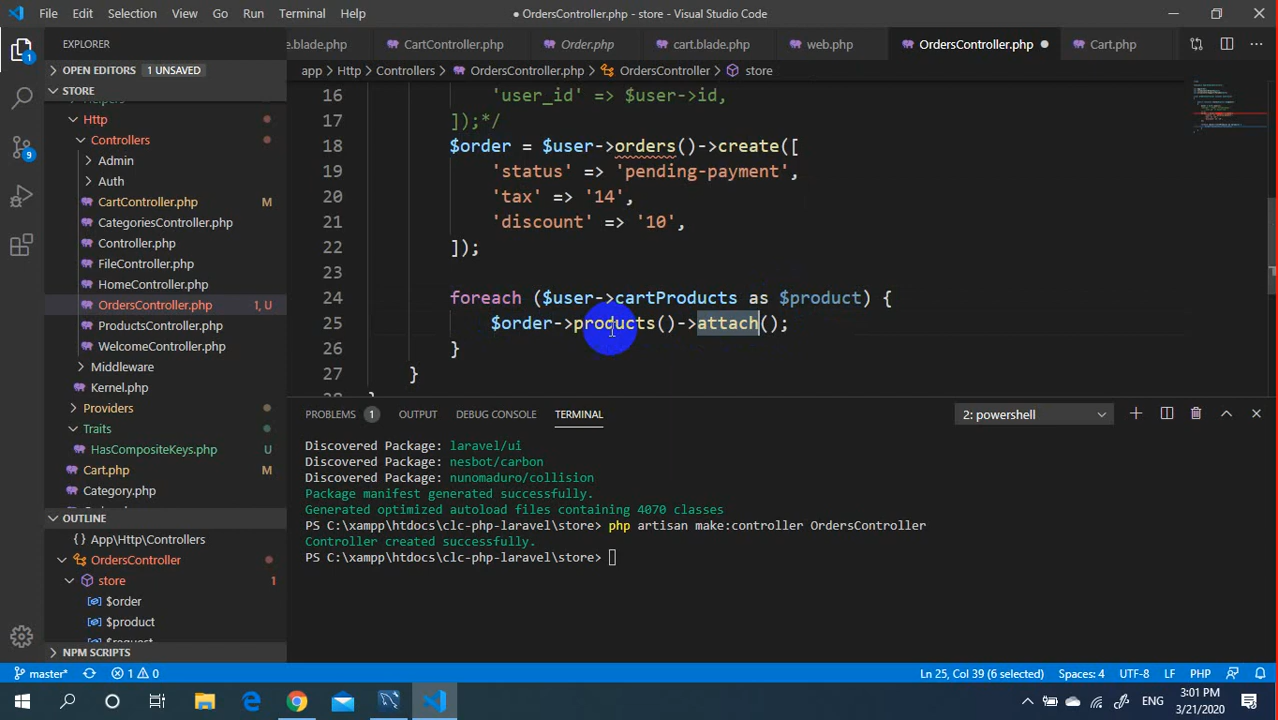 File Edit Selection View Go Run Terminal Help
● OrdersController.php - store - Visual Studio Code
EXPLORER
OPEN EDITORS 1 UNSAVED
STORE
Http
Controllers
Admin
Auth
CartController.php M
CategoriesController.php
Controller.php
FileController.php
HomeController.php
OrdersController.php 1, U
ProductsController.php
WelcomeController.php
Middleware
Kernel.php
Providers
Traits
HasCompositeKeys.php U
Cart.php M
Category.php
OUTLINE
App\Http\Controllers
OrdersController 1
store 1
$order
$product
$request
NPM SCRIPTS
e.blade.php CartController.php Order.php cart.blade.php web.php OrdersController.php ● Cart.php
app > Http > Controllers > OrdersController.php > OrdersController > store
16 'user_id' => $user->id,
17 ]);*/
18 $order = $user->orders()->create([
19 'status' => 'pending-payment',
20 'tax' => '14',
21 'discount' => '10',
22 ]);
23
24 foreach ($user->cartProducts as $product) {
25 $order->products()->attach();
26 }
27 }
PROBLEMS 1 OUTPUT DEBUG CONSOLE TERMINAL 2: powershell
Discovered Package: laravel/ui
Discovered Package: nesbot/carbon
Discovered Package: nunomaduro/collision
Package manifest generated successfully.
Generated optimized autoload files containing 4070 classes
PS C:\xampp\htdocs\clc-php-laravel\store> php artisan make:controller OrdersController
Controller created successfully.
PS C:\xampp\htdocs\clc-php-laravel\store>
master* 1 0 Ln 25, Col 39 (6 selected) Spaces: 4 UTF-8 LF PHP
ENG 3:01 PM
3/21/2020
1
9